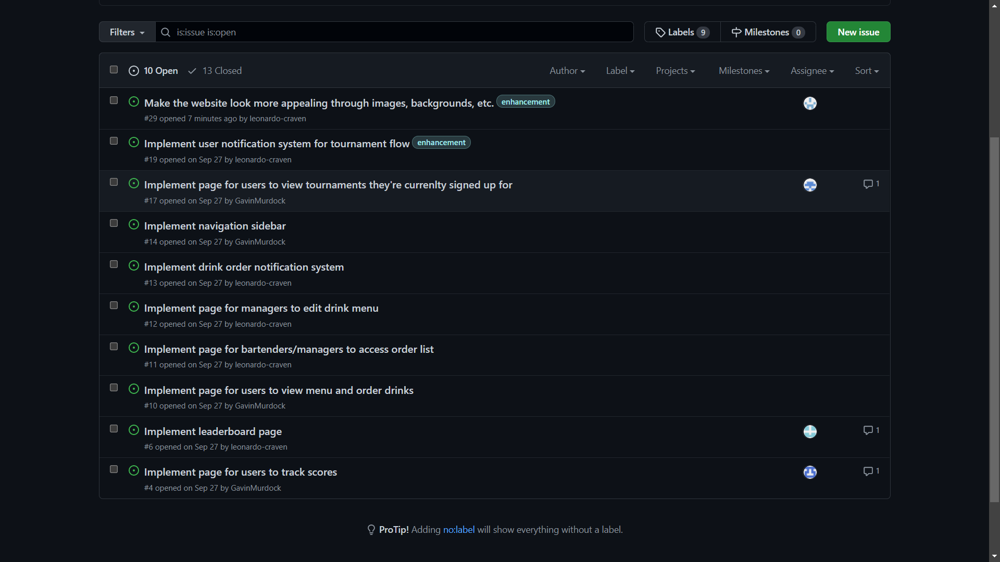 Filters is:issue is:open Labels 9 Milestones 0 New issue
10 Open 13 Closed Author Label Projects Milestones Assignee Sort
Make the website look more appealing through images, backgrounds, etc. enhancement
#29 opened 7 minutes ago by leonardo-craven
Implement user notification system for tournament flow enhancement
#19 opened on Sep 27 by leonardo-craven
Implement page for users to view tournaments they're currenlty signed up for 1
#17 opened on Sep 27 by GavinMurdock
Implement navigation sidebar
#14 opened on Sep 27 by GavinMurdock
Implement drink order notification system
#13 opened on Sep 27 by leonardo-craven
Implement page for managers to edit drink menu
#12 opened on Sep 27 by leonardo-craven
Implement page for bartenders/managers to access order list
#11 opened on Sep 27 by leonardo-craven
Implement page for users to view menu and order drinks
#10 opened on Sep 27 by GavinMurdock
Implement leaderboard page 1
#6 opened on Sep 27 by leonardo-craven
Implement page for users to track scores 1
#4 opened on Sep 27 by GavinMurdock
ProTip! Adding no:label will show everything without a label.